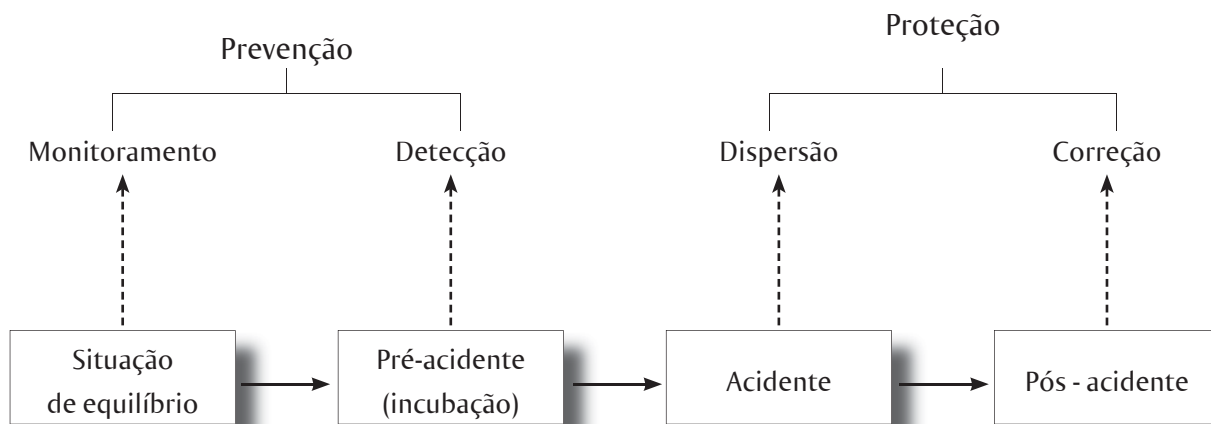 Prevenção
Proteção
Monitoramento
Detecção
Dispersão
Correção
Situação
de equilíbrio
Pré-acidente
(incubação)
Acidente
Pós - acidente